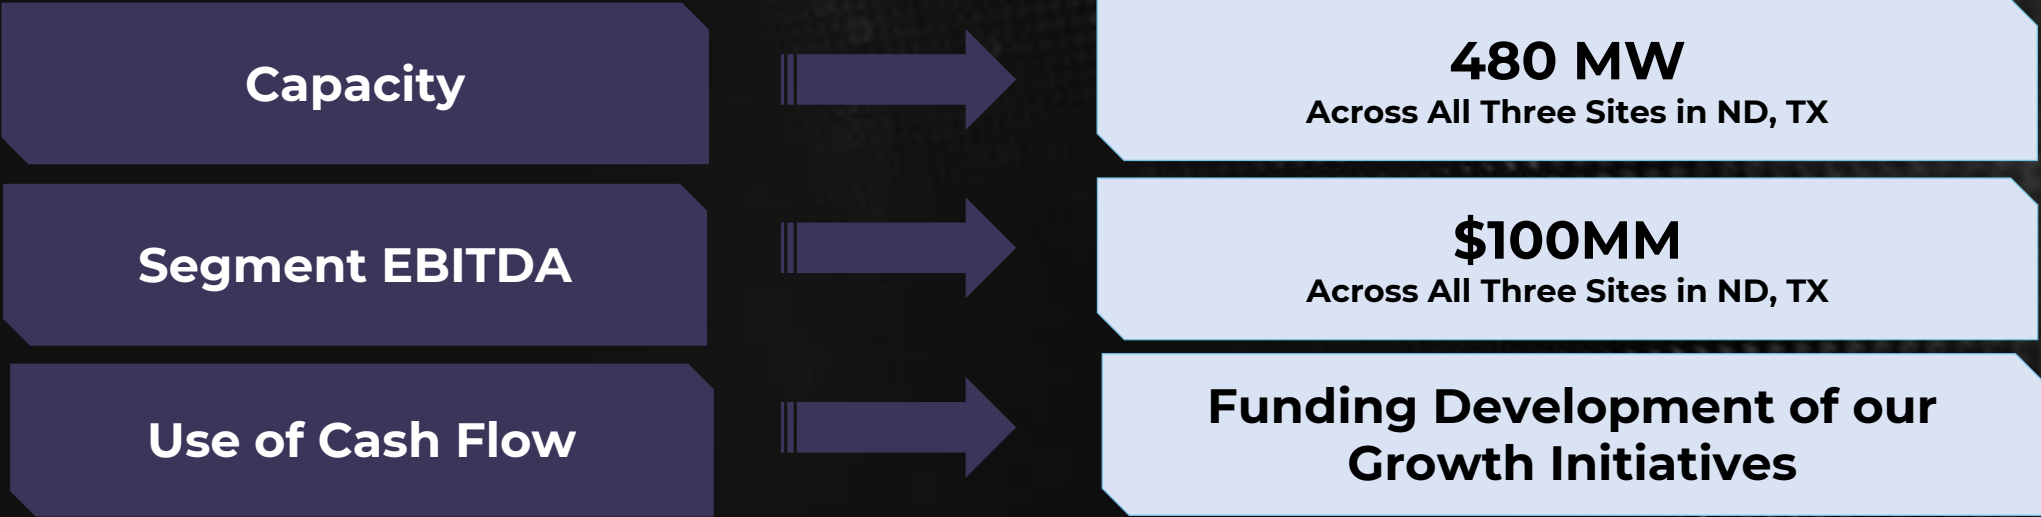 Capacity
480 MW
Across All Three Sites in ND, TX
Segment EBITDA
$100MM
Across All Three Sites in ND, TX
Use of Cash Flow
Funding Development of our
Growth Initiatives